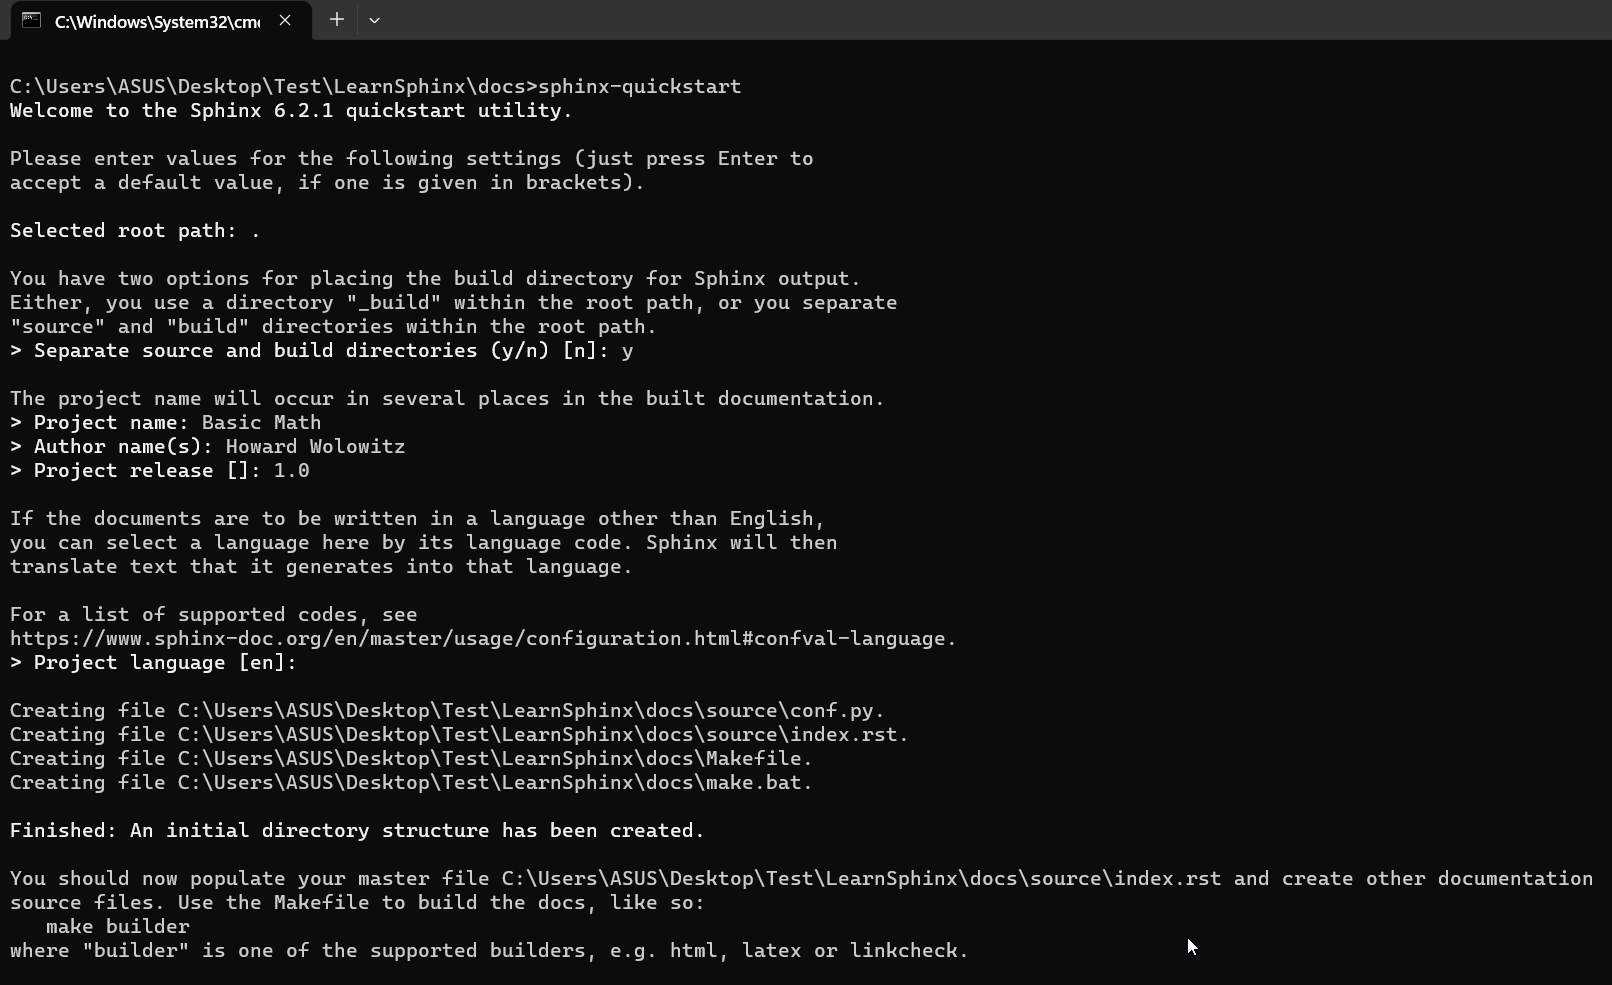 C:\Windows\System32\cm
C:\Users\ASUS\Desktop\Test\LearnSphinx\docs>sphinx-quickstart
Welcome to the Sphinx 6.2.1 quickstart utility.
Please enter values for the following settings (just press Enter to
accept a default value, if one is given in brackets).
Selected root path: .
You have two options for placing the build directory for Sphinx output.
Either, you use a directory "_build" within the root path, or you separate
"source" and "build" directories within the root path.
> Separate source and build directories (y/n) [n]: y
The project name will occur in several places in the built documentation.
> Project name: Basic Math
> Author name(s): Howard Wolowitz
> Project release []: 1.0
If the documents are to be written in a language other than English,
you can select a language here by its language code. Sphinx will then
translate text that it generates into that language.
For a list of supported codes, see
https://www.sphinx-doc.org/en/master/usage/configuration.html#confval-language.
> Project language [en]:
Creating file C:\Users\ASUS\Desktop\Test\LearnSphinx\docs\source\conf.py.
Creating file C:\Users\ASUS\Desktop\Test\LearnSphinx\docs\source\index.rst.
Creating file C:\Users\ASUS\Desktop\Test\LearnSphinx\docs\Makefile.
Creating file C:\Users\ASUS\Desktop\Test\LearnSphinx\docs\make.bat.
Finished: An initial directory structure has been created.
You should now populate your master file C:\Users\ASUS\Desktop\Test\LearnSphinx\docs\source\index.rst and create other documentation
source files. Use the Makefile to build the docs, like so:
make builder
where "builder" is one of the supported builders, e.g. html, latex or linkcheck.